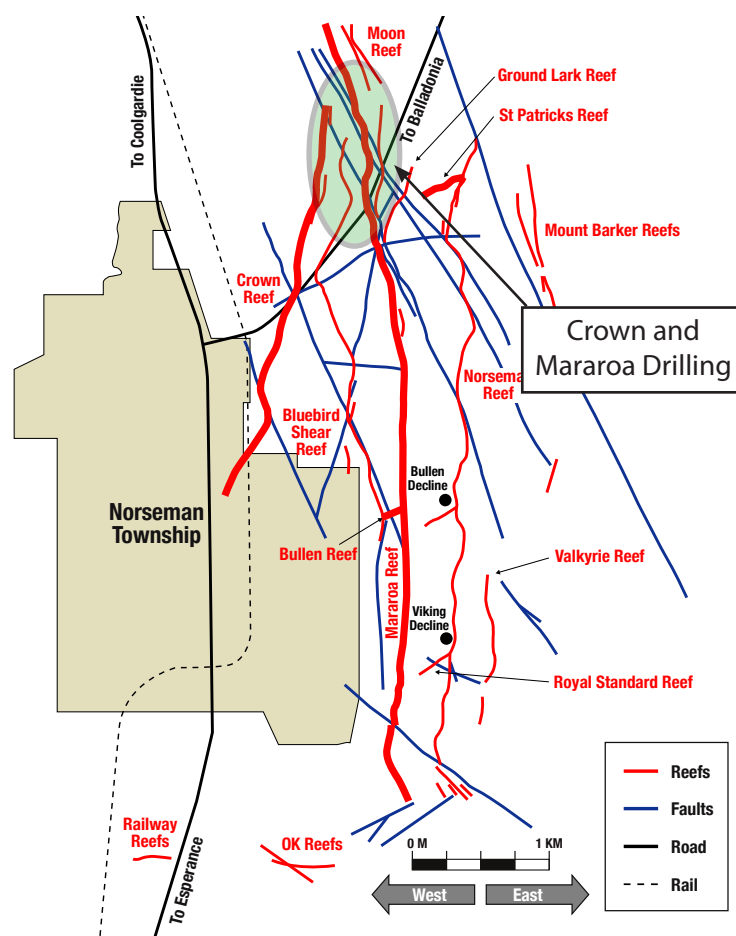 Moon
Reef
Ground Lark Reef
St Patricks Reef
To Coolgardie
To Balladonia
Mount Barker Reefs
Crown
Reef
Crown and
Mararoa Drilling
Norsema
Reef
Bluebird
Shear
Reef
Bullen
Decline
Norseman
Township
Bullen Reef
Mararoa Reef
Valkyrie Reef
Viking
Decline
Royal Standard Reef
Railway
Reefs
OK Reefs
To Esperance
0 M
1 KM
West
East
Reefs
Faults
Road
Rail